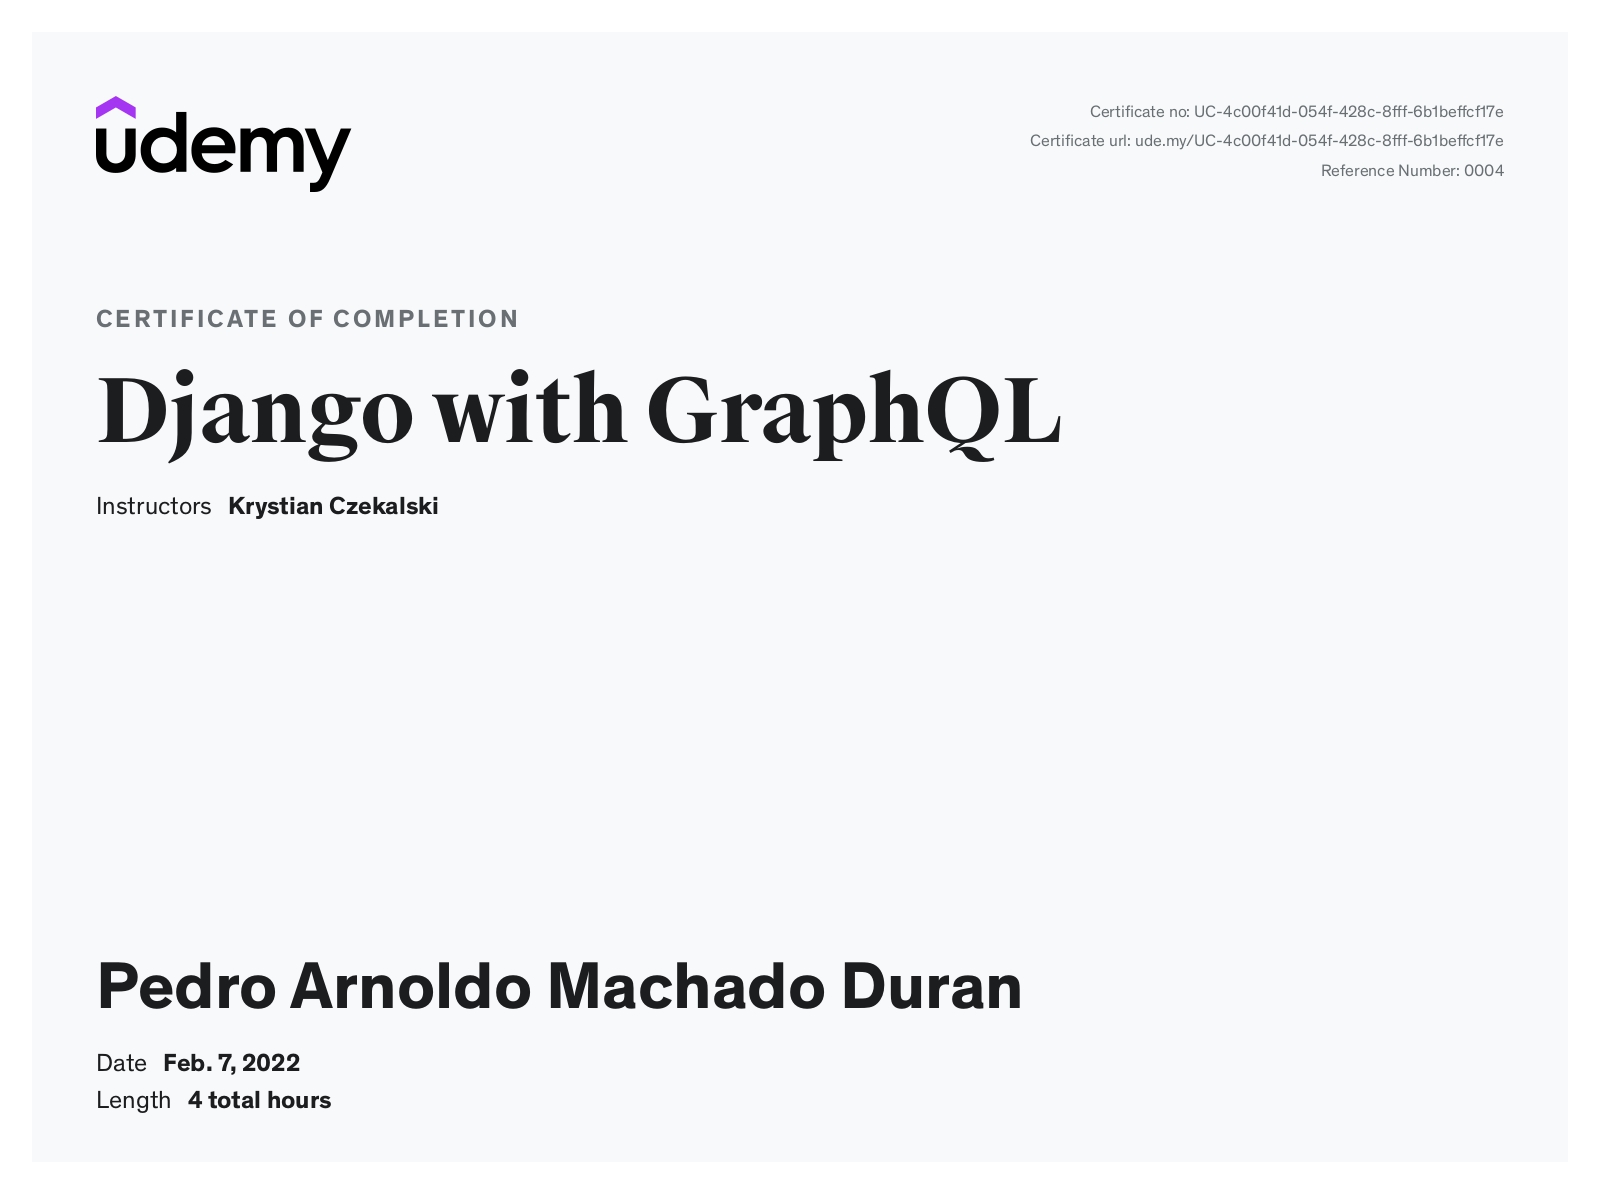 udemy
Certificate no: UC-4c00f41d-054f-428c-8fff-6b1beffcf17e
Certificate url: ude.my/UC-4c00f41d-054f-428c-8fff-6b1beffcf17e
Reference Number: 0004
CERTIFICATE OF COMPLETION
Django with GraphQL
Instructors Krystian Czekalski
Pedro Arnoldo Machado Duran
Date Feb. 7, 2022
Length 4 total hours